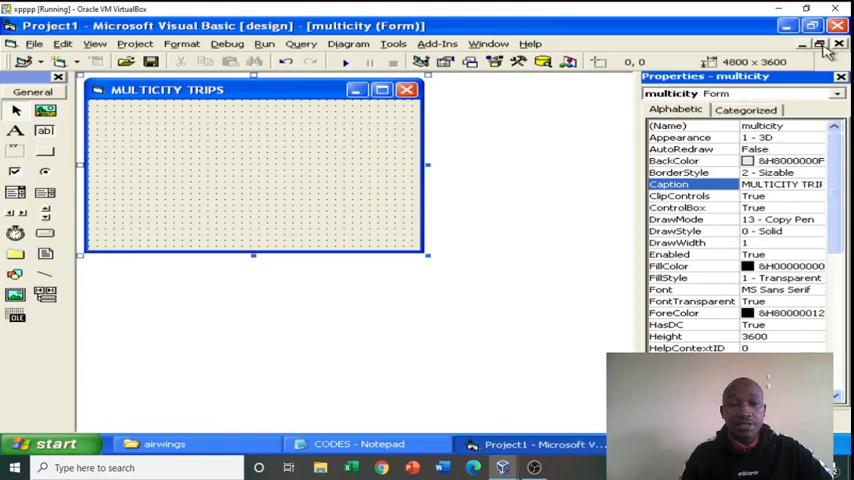 xpppp [Running] - Oracle VM VirtualBox
Project1 - Microsoft Visual Basic [design] - [multicity (Form)]
File Edit View Project Format Debug Run Query Diagram Tools Add-Ins Window Help
0, 0 4800 x 3600
General
A ab|
OLE
MULTICITY TRIPS
Properties - multicity
multicity Form
Alphabetic Categorized
(Name) multicity
Appearance 1 - 3D
AutoRedraw False
BackColor &H8000000F
BorderStyle 2 - Sizable
Caption MULTICITY TRIP
ClipControls True
ControlBox True
DrawMode 13 - Copy Pen
DrawStyle 0 - Solid
DrawWidth 1
Enabled True
FillColor &H00000000
FillStyle 1 - Transparent
Font MS Sans Serif
FontTransparent True
ForeColor &H80000012
HasDC True
Height 3600
HelpContextID 0
start airwings CODES - Notepad Project1 - Microsoft V...
Type here to search